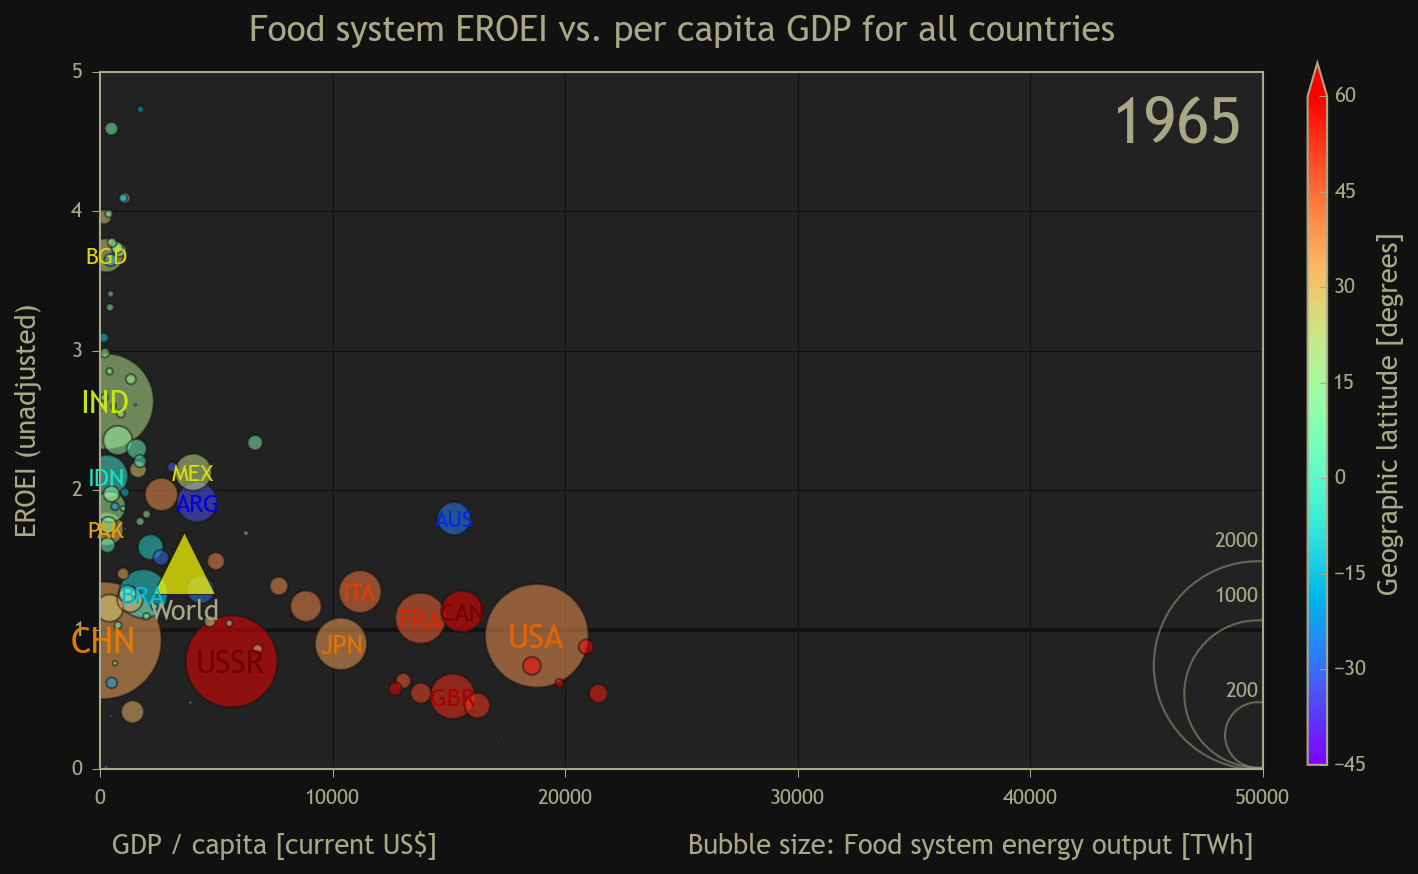 Food system EROEI vs. per capita GDP for all countries
1965
EROEI (unadjusted)
5
4
3
2
1
0
BGD
IND
IDN
MEX
ARG
PAK
AUS
BRA
World
ITA
FRA
CAN
CHN
USSR
JPN
USA
GBR
2000
1000
200
0
10000
20000
30000
40000
50000
GDP / capita [current US$]
Bubble size: Food system energy output [TWh]
60
45
30
15
0
−15
−30
−45
Geographic latitude [degrees]